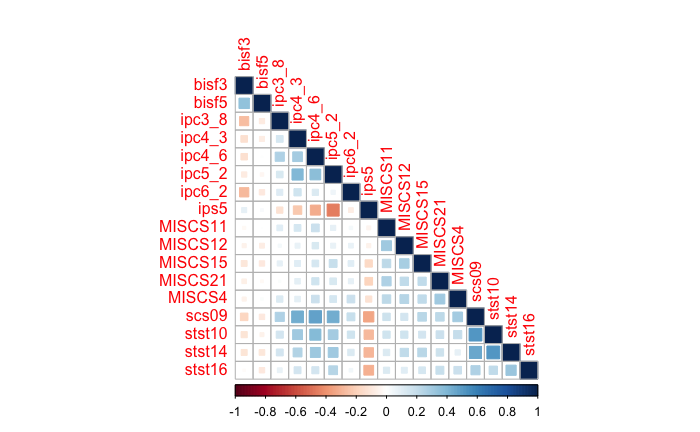 bisf3
bisf5
ipc3_8
ipc4_3
ipc4_6
ipc5_2
ipc6_2
ips5
MISCS11
MISCS12
MISCS15
MISCS21
MISCS4
scs09
stst10
stst14
stst16
bisf3
bisf5
ipc3_8
ipc4_3
ipc4_6
ipc5_2
ipc6_2
ips5
MISCS11
MISCS12
MISCS15
MISCS21
MISCS4
scs09
stst10
stst14
stst16
-1 -0.8 -0.6 -0.4 -0.2 0 0.2 0.4 0.6 0.8 1